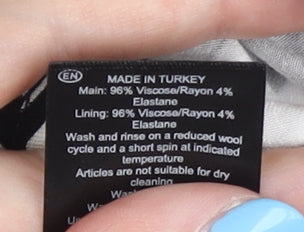 EN
MADE IN TURKEY
Main: 96% Viscose/Rayon 4%
Elastane
Lining: 96% Viscose/Rayon 4%
Elastane
Wash and rinse on a reduced wool
cycle and a short spin at indicated
temperature
Articles are not suitable for dry
cleaning